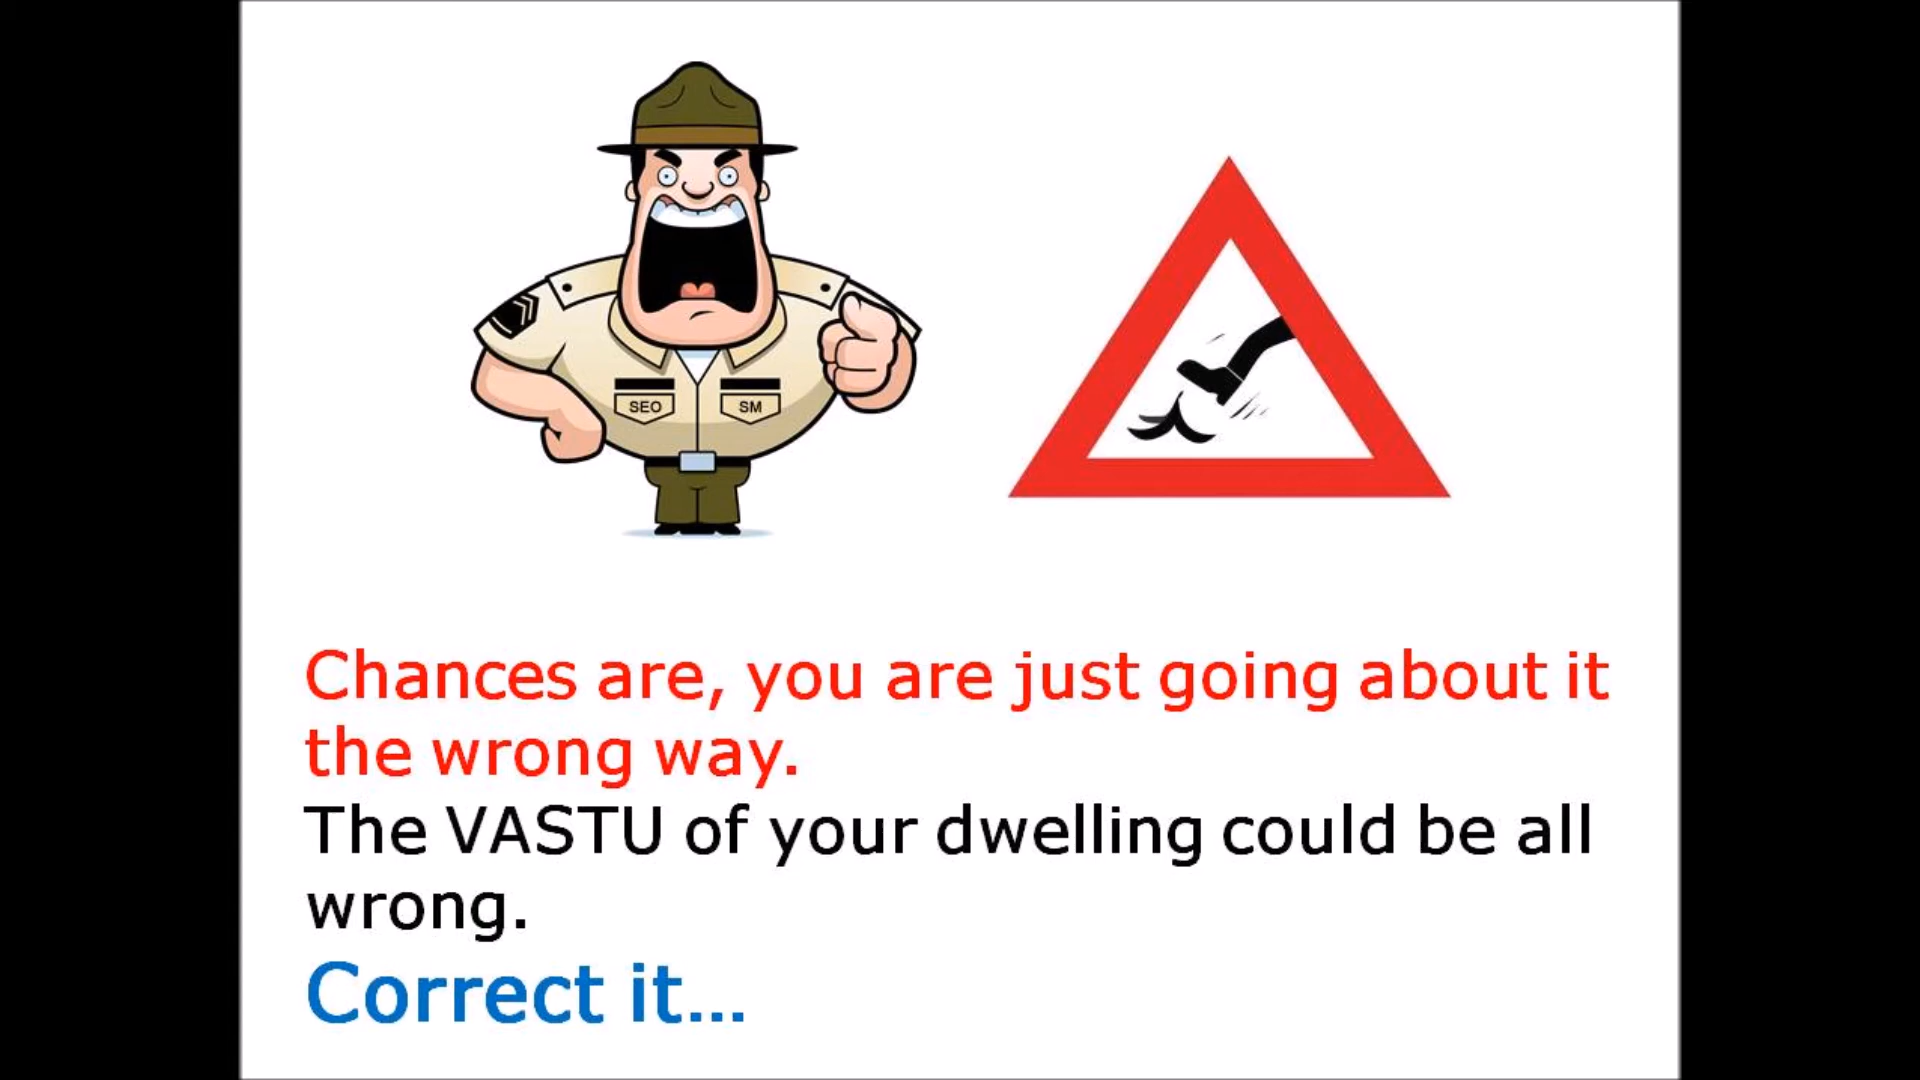 SEO SM
Chances are, you are just going about it
the wrong way.
The VASTU of your dwelling could be all
wrong.
Correct it...